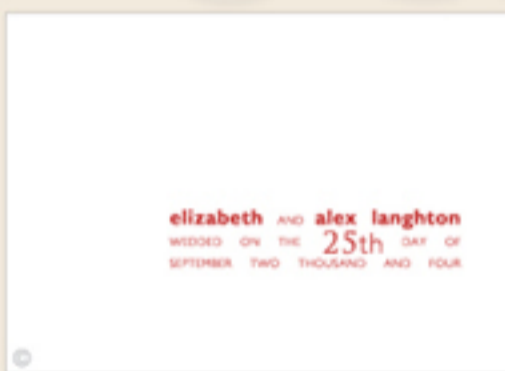 elizabeth AND alex langhton
WEDDED ON THE 25th DAY OF
SEPTEMBER TWO THOUSAND AND FOUR